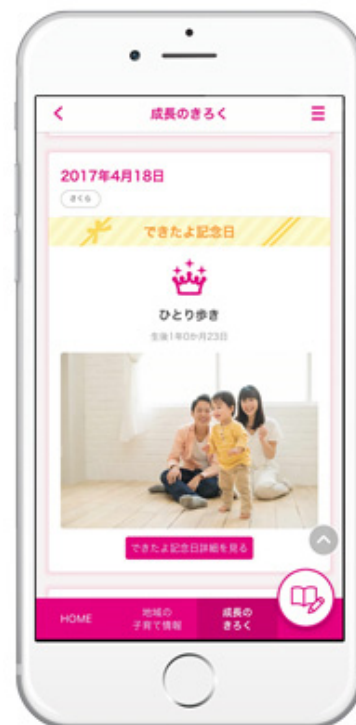 成長のきろく
2017年4月18日
さくら
できたよ記念日
ひとり歩き
生後1年0か月23日
できたよ記念日詳細を見る
HOME
地域の
子育て情報
成長の
きろく